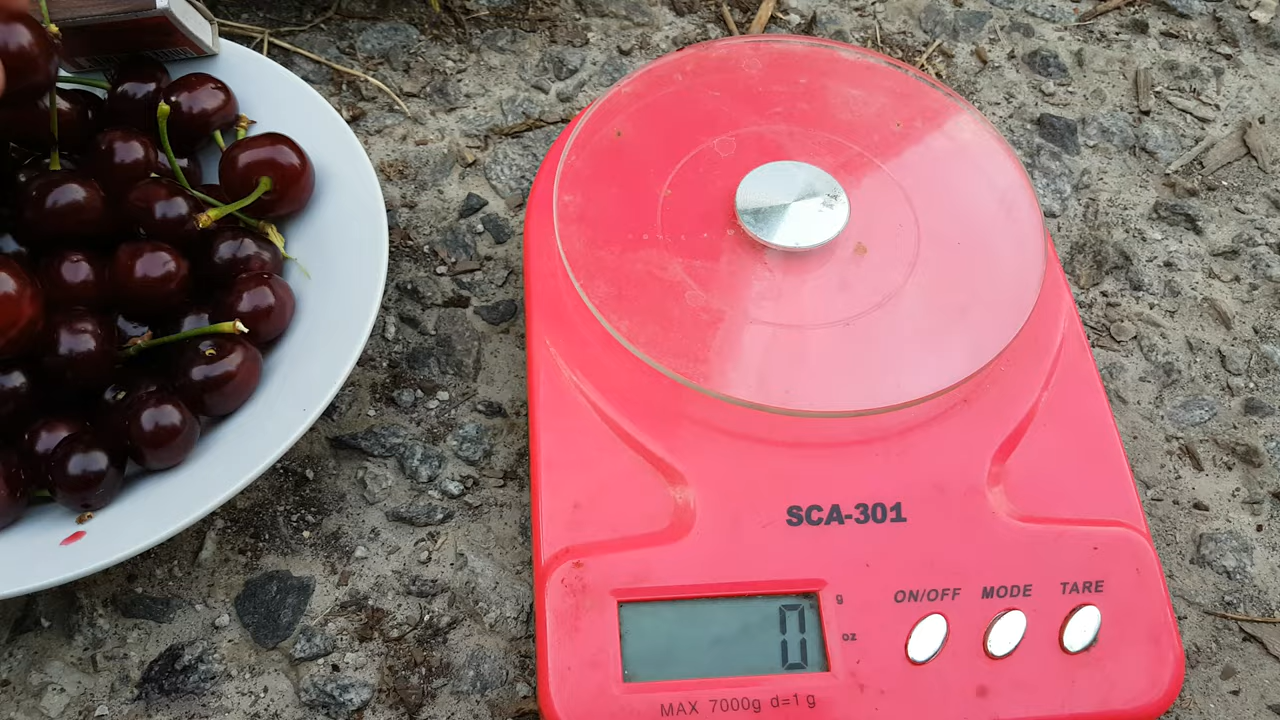 SCA-301
ON/OFF MODE TARE
0
g
oz
MAX 7000g d=1g